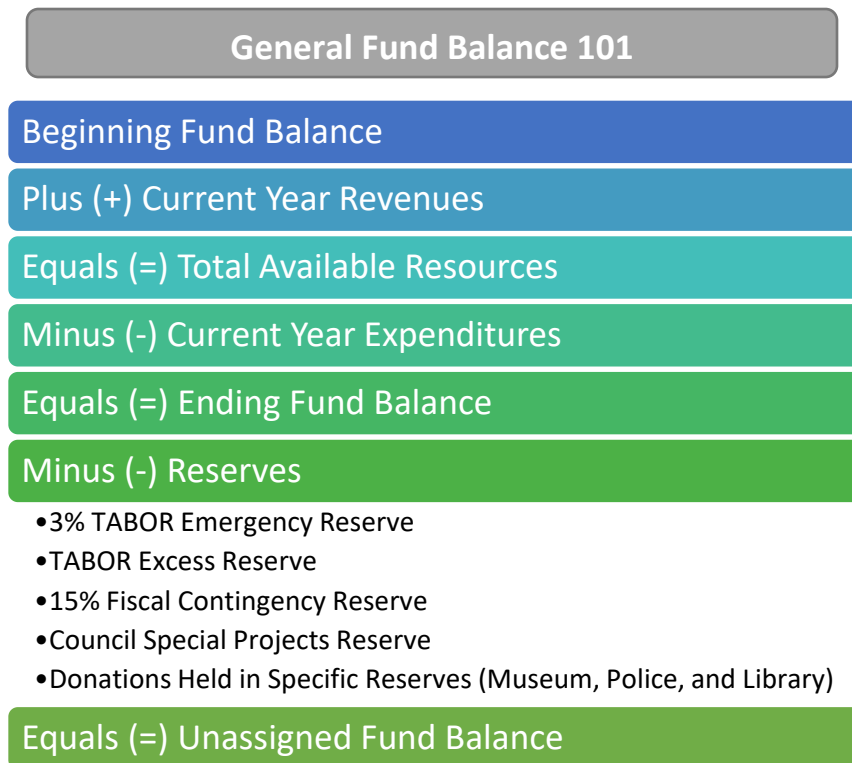 General Fund Balance 101
Beginning Fund Balance
Plus (+) Current Year Revenues
Equals (=) Total Available Resources
Minus (-) Current Year Expenditures
Equals (=) Ending Fund Balance
Minus (-) Reserves
•3% TABOR Emergency Reserve
•TABOR Excess Reserve
•15% Fiscal Contingency Reserve
•Council Special Projects Reserve
•Donations Held in Specific Reserves (Museum, Police, and Library)
Equals (=) Unassigned Fund Balance